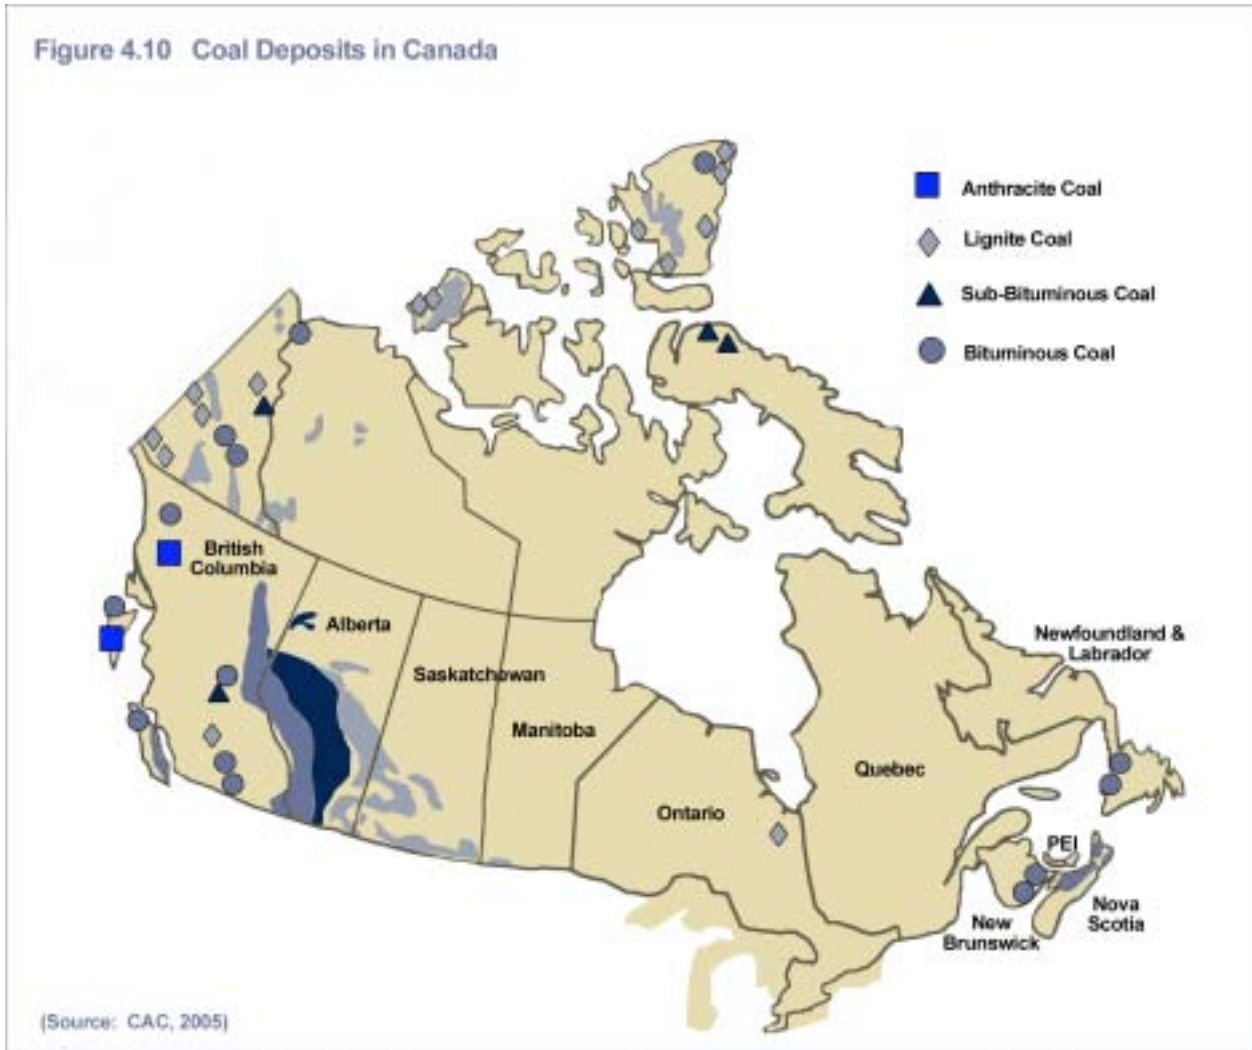 Figure 4.10 Coal Deposits in Canada
Anthracite Coal
Lignite Coal
Sub-Bituminous Coal
Bituminous Coal
British
Columbia
Alberta
Saskatchowan
Manitoba
Ontario
Quebec
Newfoundland &
Labrador
PEI
New
Brunswick
Nova
Scotia
(Source: CAC, 2005)